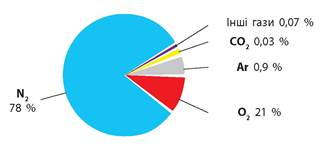 Інші гази 0,07 %
CO₂ 0,03 %
Ar 0,9 %
N₂
78 %
O₂ 21 %